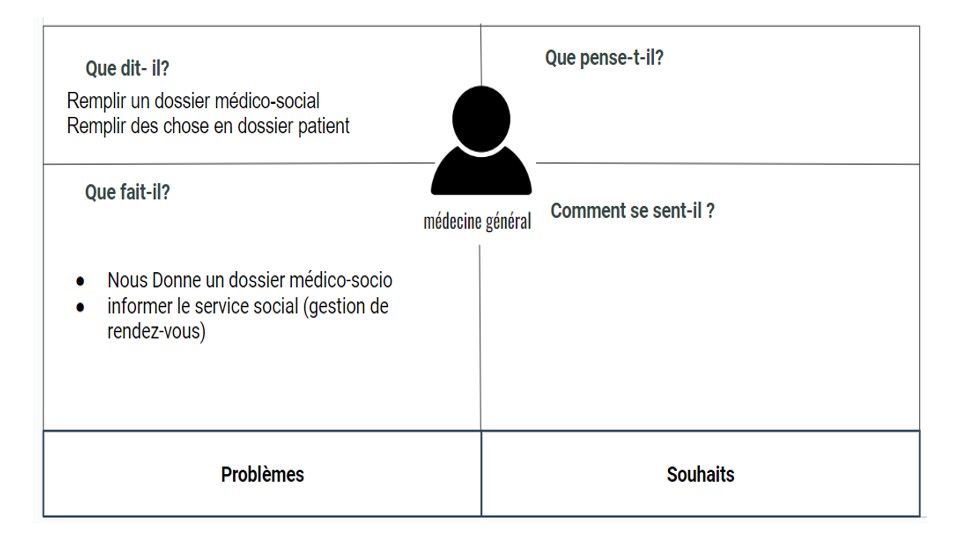 Que dit- il?
Remplir un dossier médico-social
Remplir des chose en dossier patient
Que pense-t-il?
Que fait-il?
● Nous Donne un dossier médico-socio
● informer le service social (gestion de
rendez-vous)
médecine général
Comment se sent-il ?
Problèmes
Souhaits